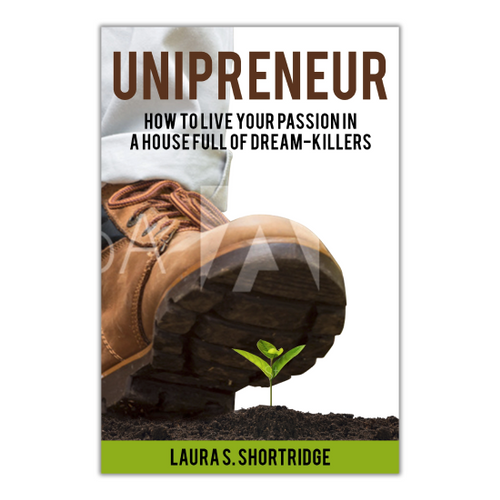 UNIPRENEUR
HOW TO LIVE YOUR PASSION IN
A HOUSE FULL OF DREAM-KILLERS
LAURA S. SHORTRIDGE